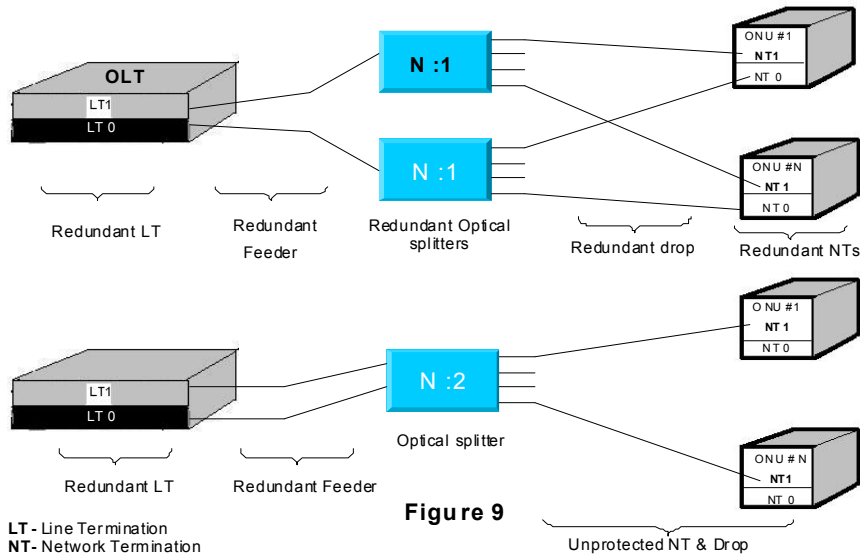 OLT
LT1
LT 0
N :1
N :1
ONU #1
NT1
NT 0
ONU #N
NT 1
NT 0
Redundant LT
Redundant
Feeder
Redundant Optical
splitters
Redundant drop
Redundant NTs
LT1
LT 0
N :2
Optical splitter
ONU #1
NT 1
NT 0
ONU # N
NT1
NT 0
Redundant LT
Redundant Feeder
Figure 9
Unprotected NT & Drop
LT - Line Termination
NT- Network Termination